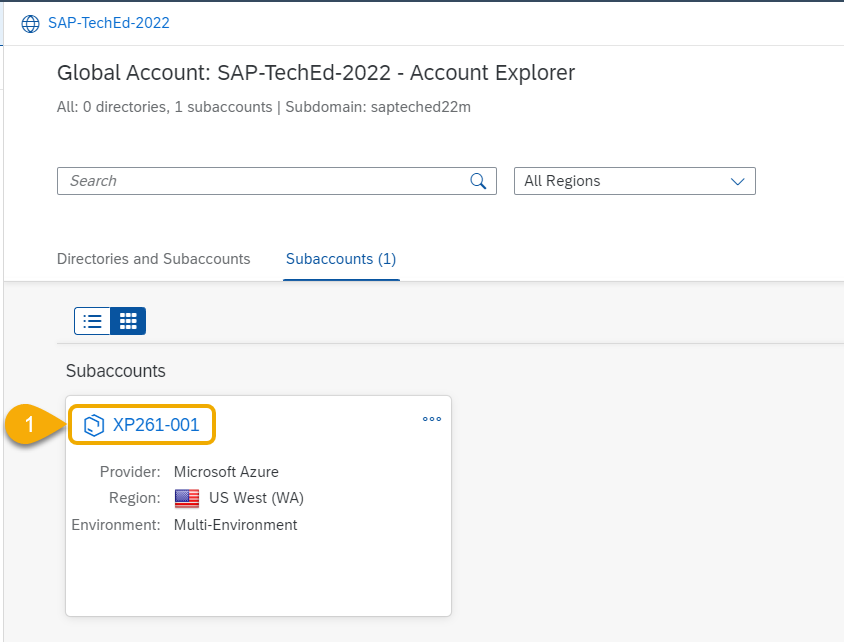 SAP-TechEd-2022
Global Account: SAP-TechEd-2022 - Account Explorer
All: 0 directories, 1 subaccounts | Subdomain: sapteched22m
Search
All Regions
Directories and Subaccounts
Subaccounts (1)
Subaccounts
1
XP261-001
Provider: Microsoft Azure
Region: US West (WA)
Environment: Multi-Environment